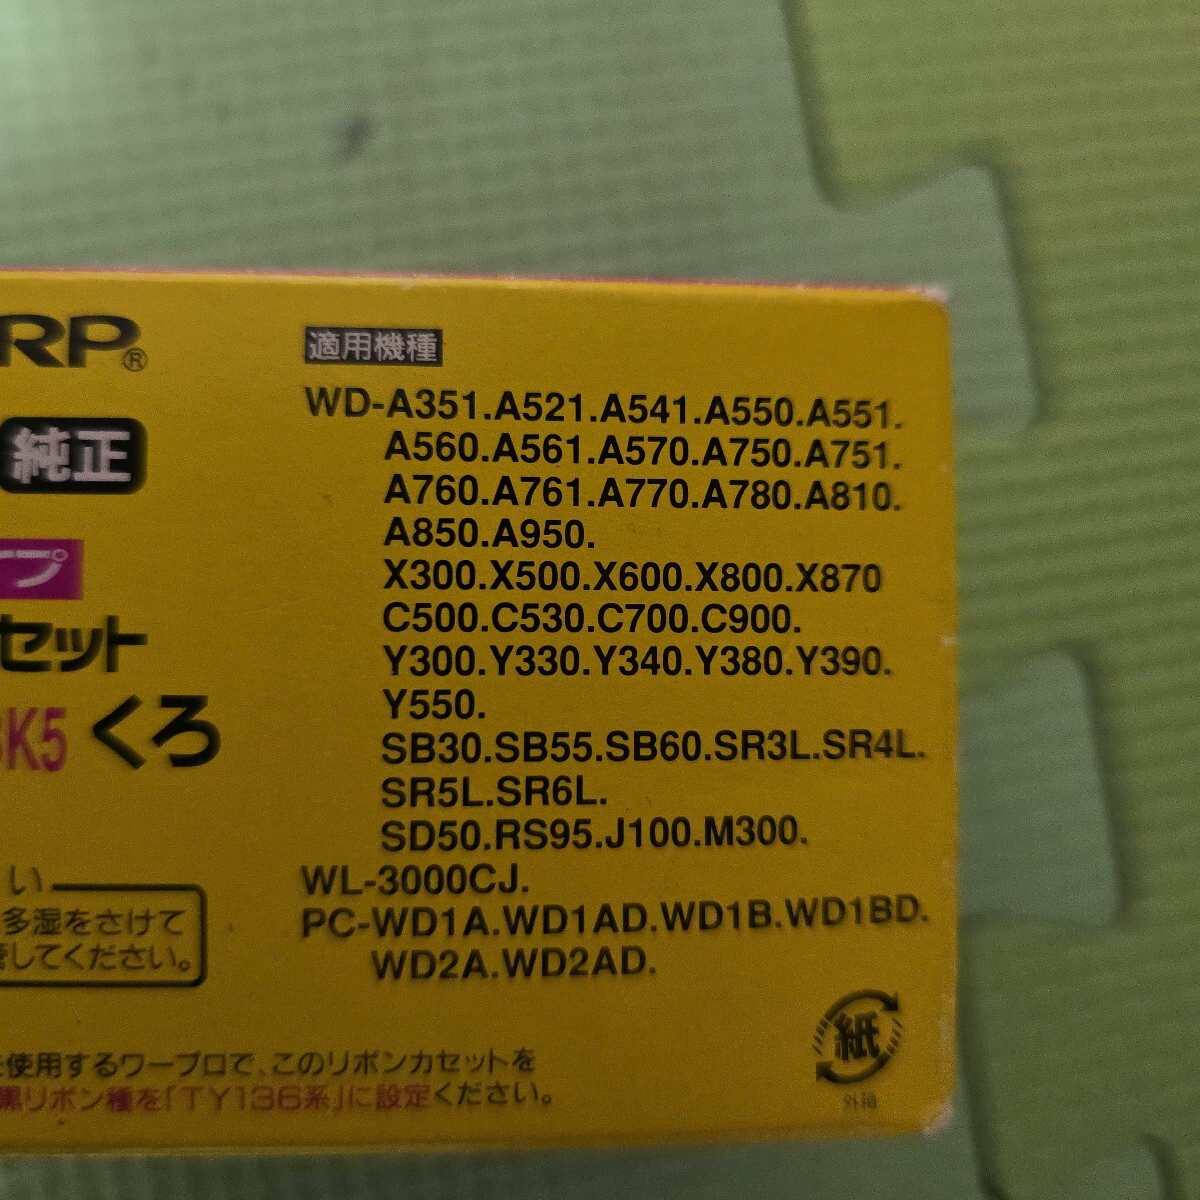 RP®
純正
プ
セット
K5 くろ
い
多湿をさけて
してください。
適用機種
WD-A351.A521.A541.A550.A551.
A560.A561.A570.A750.A751.
A760.A761.A770.A780.A810.
A850.A950.
X300.X500.X600.X800.X870
C500.C530.C700.C900.
Y300.Y330.Y340.Y380.Y390.
Y550.
SB30.SB55.SB60.SR3L.SR4L.
SR5L.SR6L.
SD50.RS95.J100.M300.
WL-3000CJ.
PC-WD1A.WD1AD.WD1B.WD1BD.
WD2A.WD2AD.
紙
外箱
使用するワープロで、このリボンカセットを
黒リボン種を「TY136系」に設定ください。